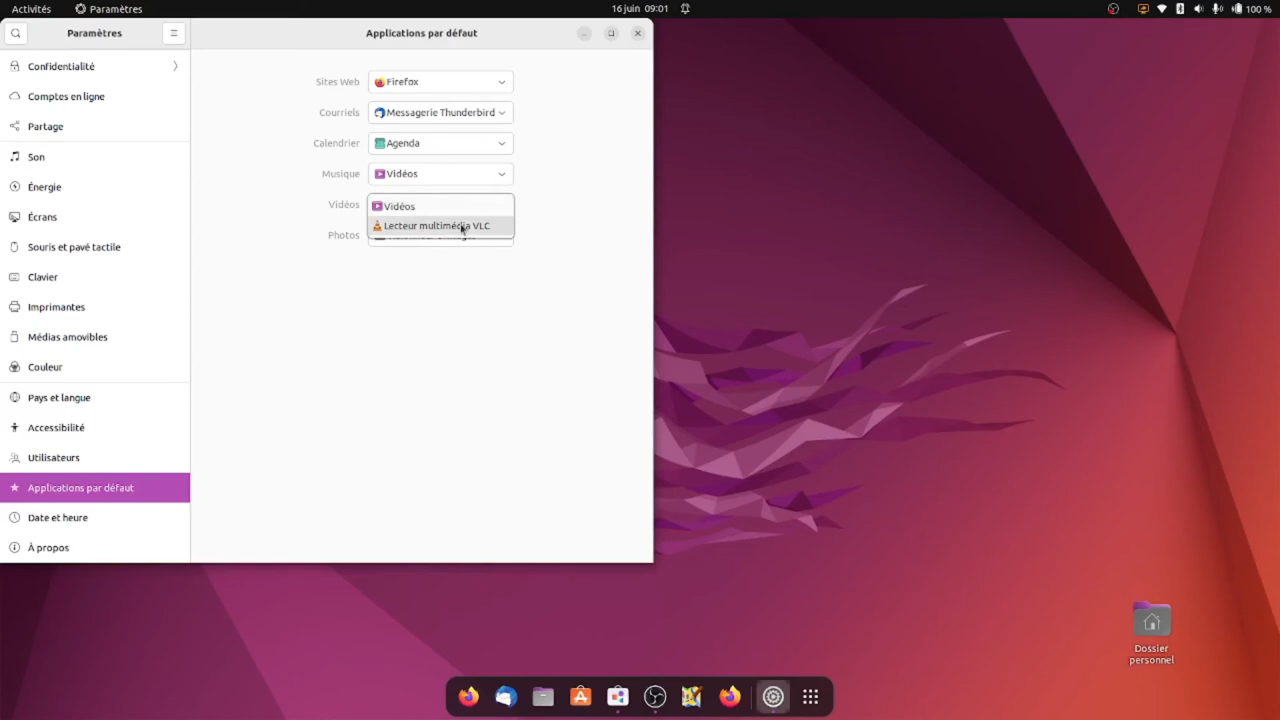 Activités Paramètres 16 juin 09:01 100 %
Paramètres Applications par défaut
Confidentialité
Comptes en ligne
Partage
Son
Énergie
Écrans
Souris et pavé tactile
Clavier
Imprimantes
Médias amovibles
Couleur
Pays et langue
Accessibilité
Utilisateurs
Applications par défaut
Date et heure
À propos
Sites Web Firefox
Courriels Messagerie Thunderbird
Calendrier Agenda
Musique Vidéos
Vidéos Vidéos
Lecteur multimédia VLC
Photos
Dossier
personnel